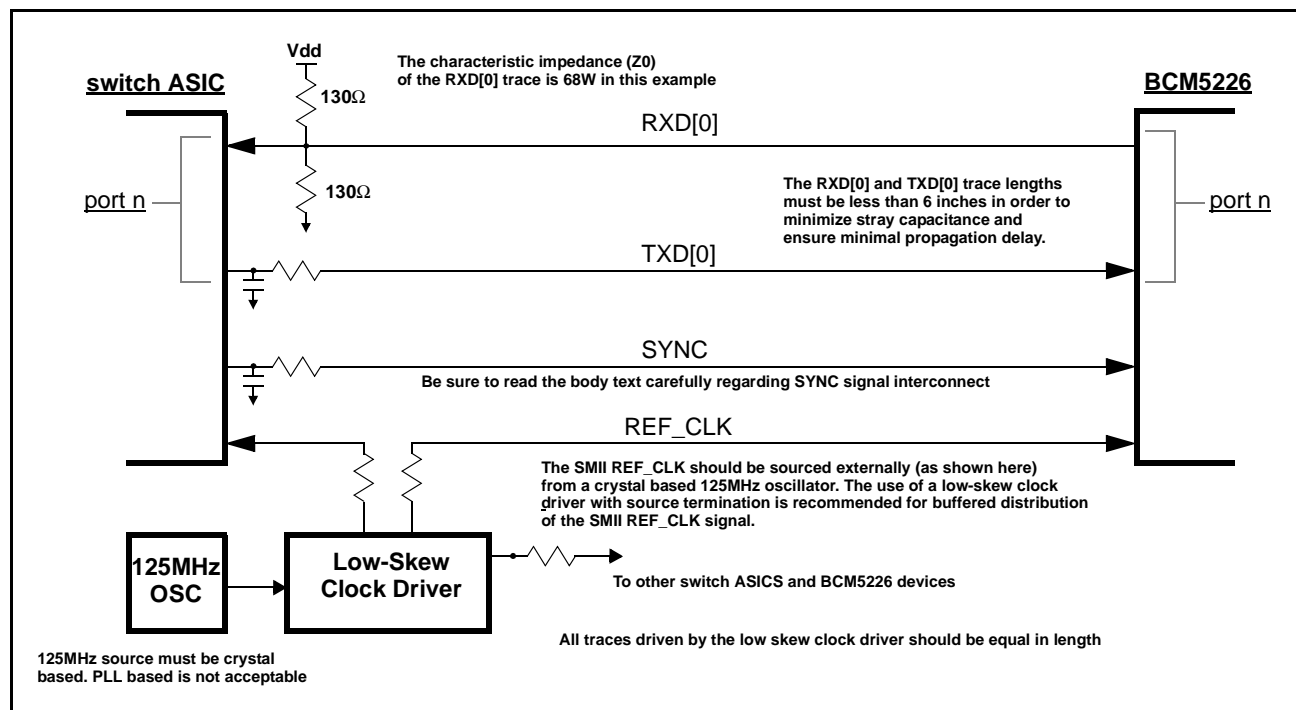 Vdd
The characteristic impedance (Z0)
of the RXD[0] trace is 68W in this example
switch ASIC
BCM5226
130Ω
RXD[0]
130Ω
port n
The RXD[0] and TXD[0] trace lengths
must be less than 6 inches in order to
minimize stray capacitance and
ensure minimal propagation delay.
port n
TXD[0]
SYNC
Be sure to read the body text carefully regarding SYNC signal interconnect
REF_CLK
The SMII REF_CLK should be sourced externally (as shown here)
from a crystal based 125MHz oscillator. The use of a low-skew clock
driver with source termination is recommended for buffered distribution
of the SMII REF_CLK signal.
125MHz
OSC
Low-Skew
Clock Driver
To other switch ASICS and BCM5226 devices
All traces driven by the low skew clock driver should be equal in length
125MHz source must be crystal
based. PLL based is not acceptable